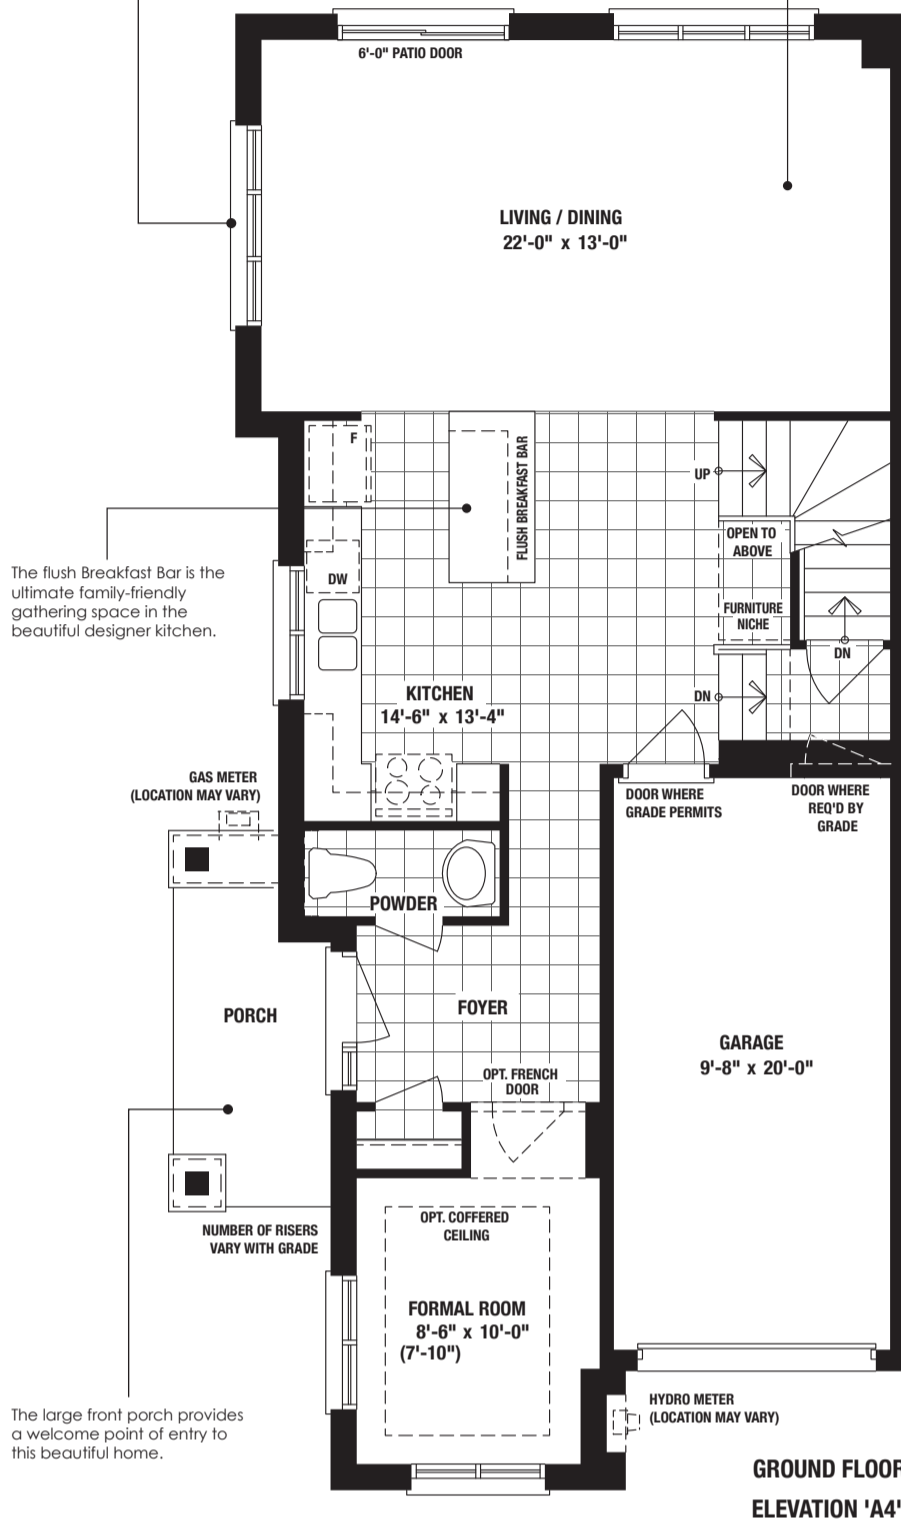 6'-0" PATIO DOOR
LIVING / DINING
22'-0" x 13'-0"
F
FLUSH BREAKFAST BAR
UP
OPEN TO
ABOVE
The flush Breakfast Bar is the
ultimate family-friendly
gathering space in the
beautiful designer kitchen.
DW
FURNITURE
NICHE
DN
KITCHEN
14'-6" x 13'-4"
DN
GAS METER
(LOCATION MAY VARY)
DOOR WHERE
GRADE PERMITS
DOOR WHERE
REQ'D BY
GRADE
POWDER
PORCH
FOYER
GARAGE
9'-8" x 20'-0"
OPT. FRENCH
DOOR
NUMBER OF RISERS
VARY WITH GRADE
OPT. COFFERED
CEILING
FORMAL ROOM
8'-6" x 10'-0"
(7'-10")
The large front porch provides
a welcome point of entry to
this beautiful home.
HYDRO METER
(LOCATION MAY VARY)
GROUND FLOOR
ELEVATION 'A4'